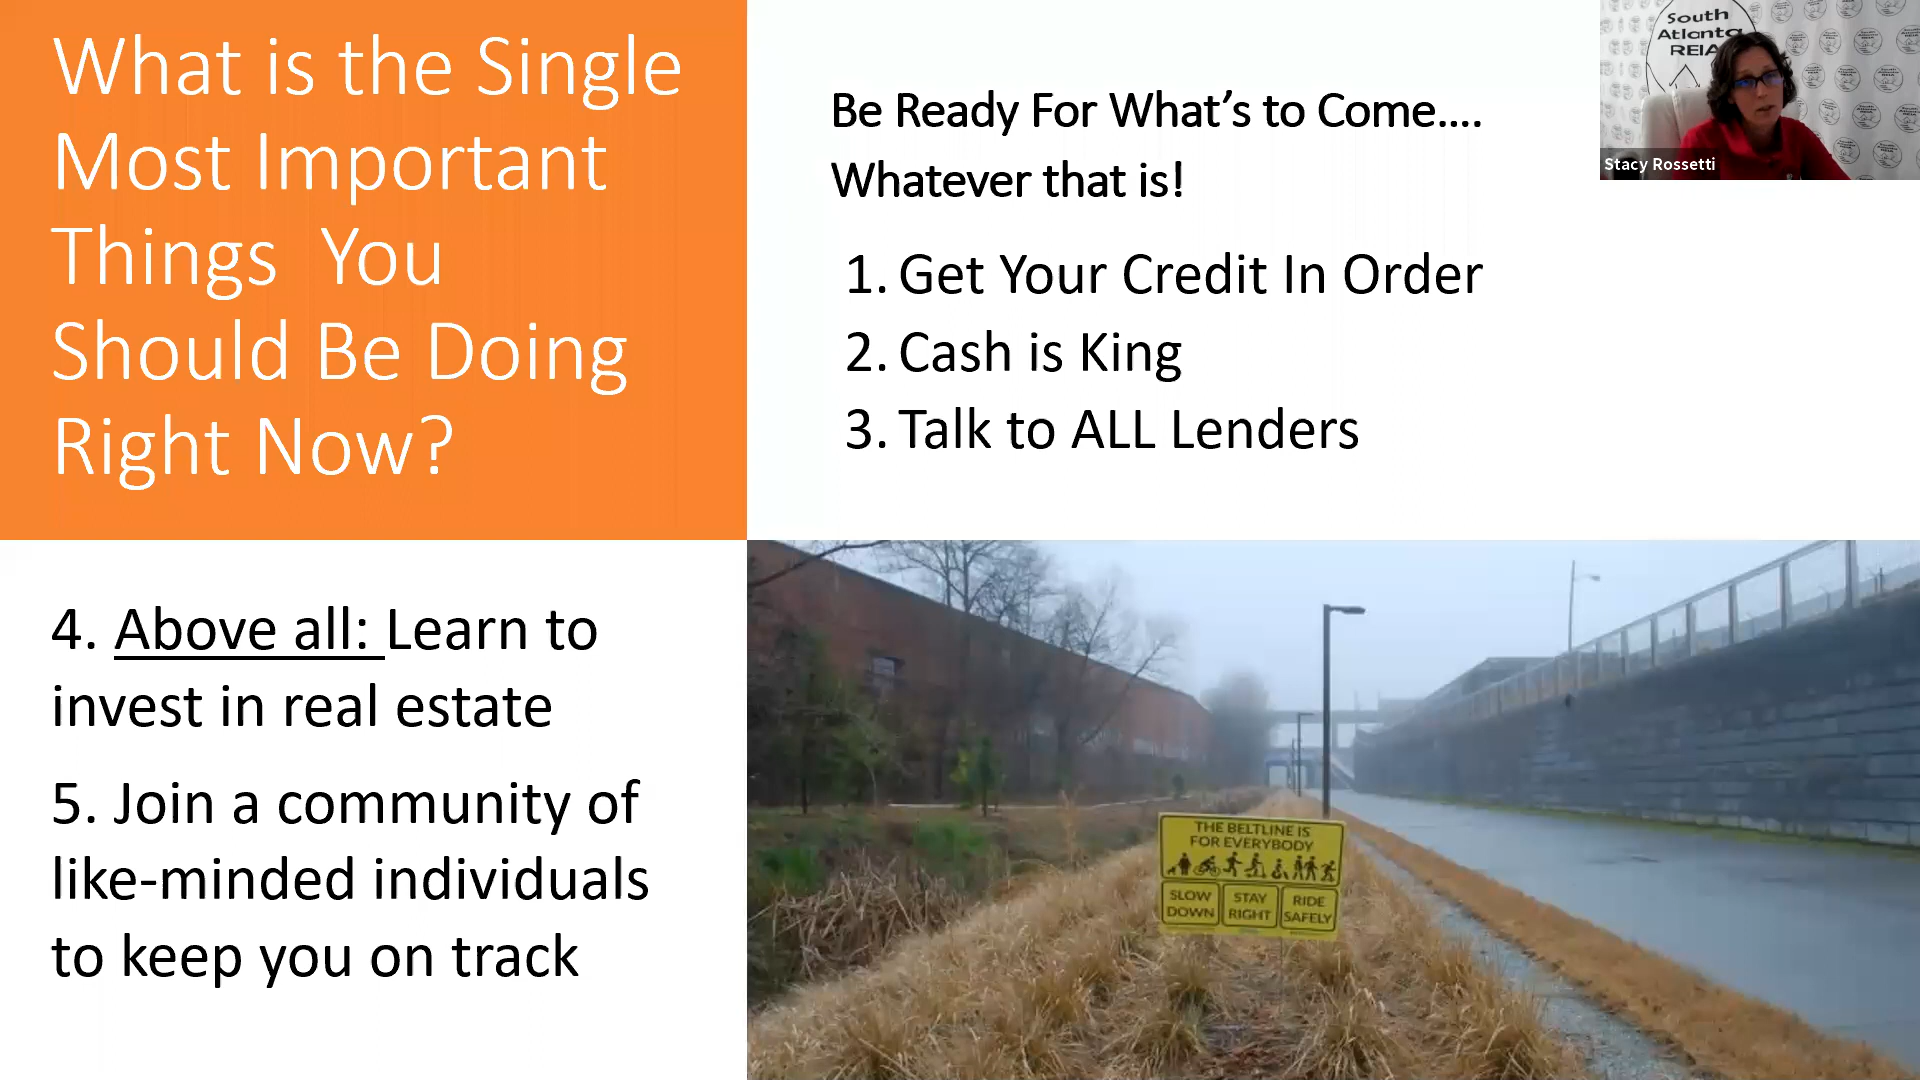 What is the Single
Most Important
Things You
Should Be Doing
Right Now?
Be Ready For What's to Come....
Whatever that is!
1. Get Your Credit In Order
2. Cash is King
3. Talk to ALL Lenders
4. Above all: Learn to
invest in real estate
5. Join a community of
like-minded individuals
to keep you on track
South
Atlanta
REIA
Stacy Rossetti
THE BELTLINE IS
FOR EVERYBODY
SLOW
DOWN
STAY
RIGHT
RIDE
SAFELY